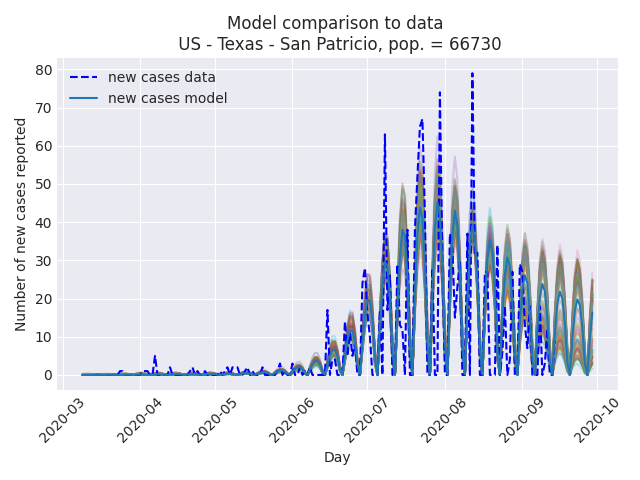 Model comparison to data
US - Texas - San Patricio, pop. = 66730
new cases data
new cases model
Number of new cases reported
80
70
60
50
40
30
20
10
0
2020-03
2020-04
2020-05
2020-06
2020-07
2020-08
2020-09
2020-10
Day